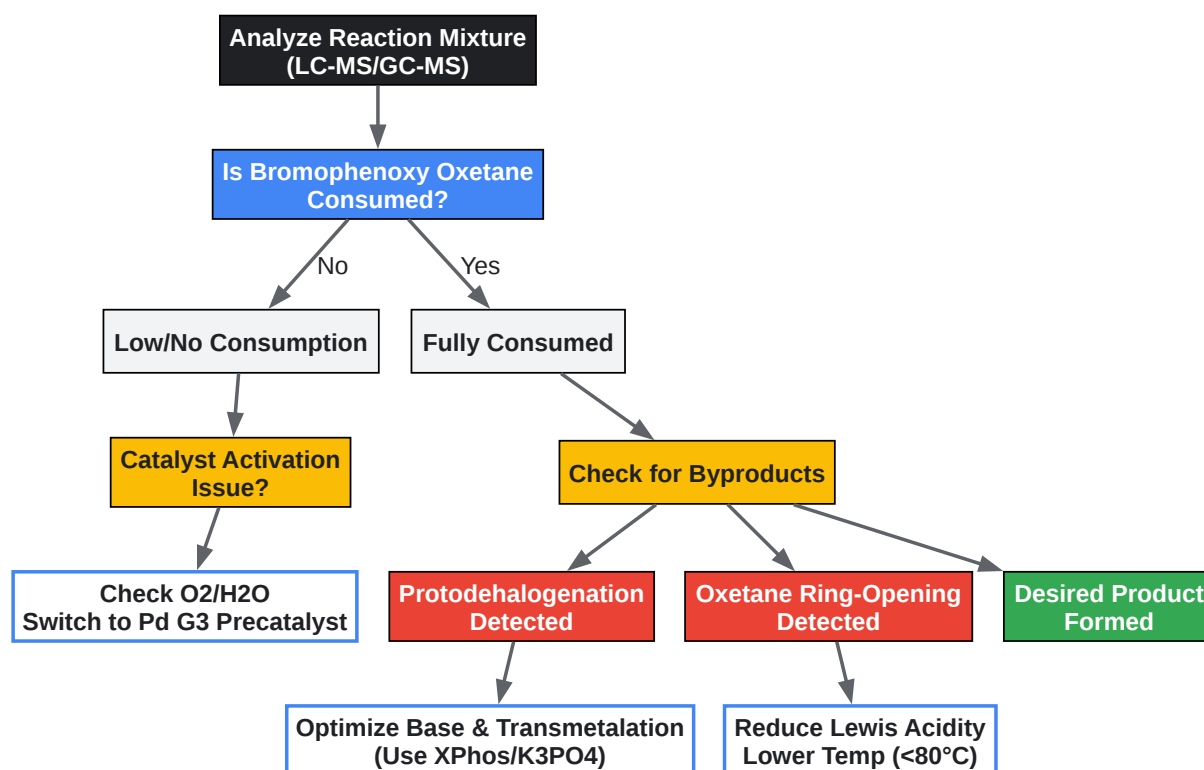 Analyze Reaction Mixture
(LC-MS/GC-MS)
Is Bromophenoxy Oxetane
Consumed?
No
Yes
Low/No Consumption
Fully Consumed
Catalyst Activation
Issue?
Check for Byproducts
Check O2/H2O
Switch to Pd G3 Precatalyst
Protodehalogenation
Detected
Oxetane Ring-Opening
Detected
Desired Product
Formed
Optimize Base & Transmetalation
(Use XPhos/K3PO4)
Reduce Lewis Acidity
Lower Temp (<80°C)